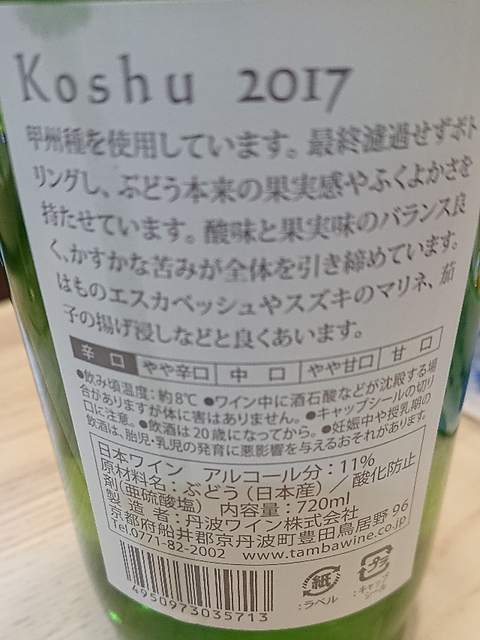 Koshu 2017
甲州種を使用しています。最終濾過せずボト
リングし、ぶどう本来の果実感やふくよかさを
持たせています。酸味と果実味のバランス良
く、かすかな苦みが全体を引き締めています。
はものエスカベッシュやスズキのマリネ、茄
子の揚げ浸しなどと良くあいます。
辛口 やや辛口 中口 やや甘口 甘口
●飲み頃温度：約8℃ ●ワイン中に酒石酸などが沈殿する場
合がありますが体に害はありません。●キャップシールの切り
口に注意。●飲酒は20歳になってから。●妊娠中や授乳期の
飲酒は、胎児・乳児の発育に悪影響を与えるおそれがあります。
日本ワイン アルコール分：11%
原材料名：ぶどう（日本産）／酸化防止
剤（亜硫酸塩） 内容量：720ml
製造者：丹波ワイン株式会社
京都府船井郡京丹波町豊田鳥居野96
Tel.0771-82-2002 www.tambawine.co.jp
4950973035713
紙
：ラベル
プラ
：キャップ
シール